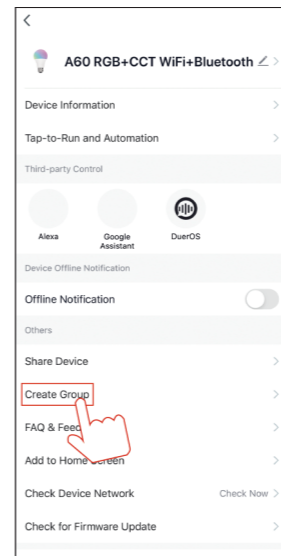 A60 RGB+CCT WiFi+Bluetooth
Device Information
Tap-to-Run and Automation
Third-party Control
Alexa
Google
Assistant
DuerOS
Device Offline Notification
Offline Notification
Others
Share Device
Create Group
FAQ & Feed
Add to Home Screen
Check Device Network Check Now
Check for Firmware Update